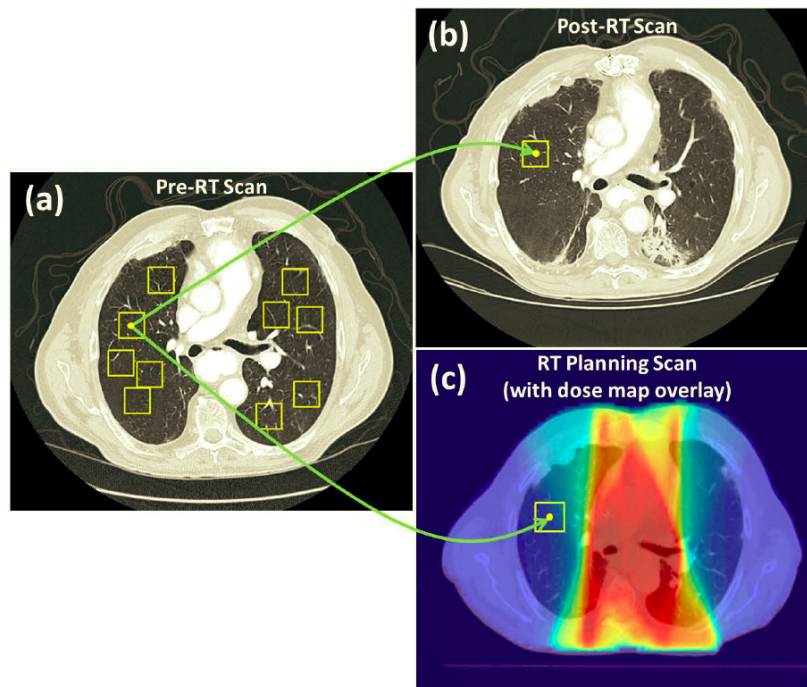 (a)
Pre-RT Scan
(b)
Post-RT Scan
(c)
RT Planning Scan
(with dose map overlay)